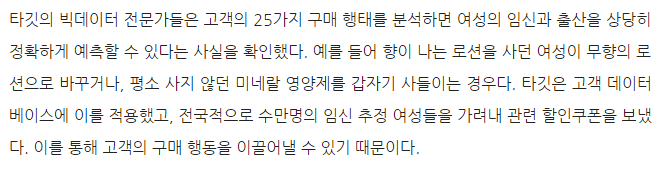 타깃의 빅데이터 전문가들은 고객의 25가지 구매 행태를 분석하면 여성의 임신과 출산을 상당히
정확하게 예측할 수 있다는 사실을 확인했다. 예를 들어 향이 나는 로션을 사던 여성이 무향의 로
션으로 바꾸거나, 평소 사지 않던 미네랄 영양제를 갑자기 사들이는 경우다. 타깃은 고객 데이터
베이스에 이를 적용했고, 전국적으로 수만명의 임신 추정 여성들을 가려내 관련 할인쿠폰을 보냈
다. 이를 통해 고객의 구매 행동을 이끌어낼 수 있기 때문이다.